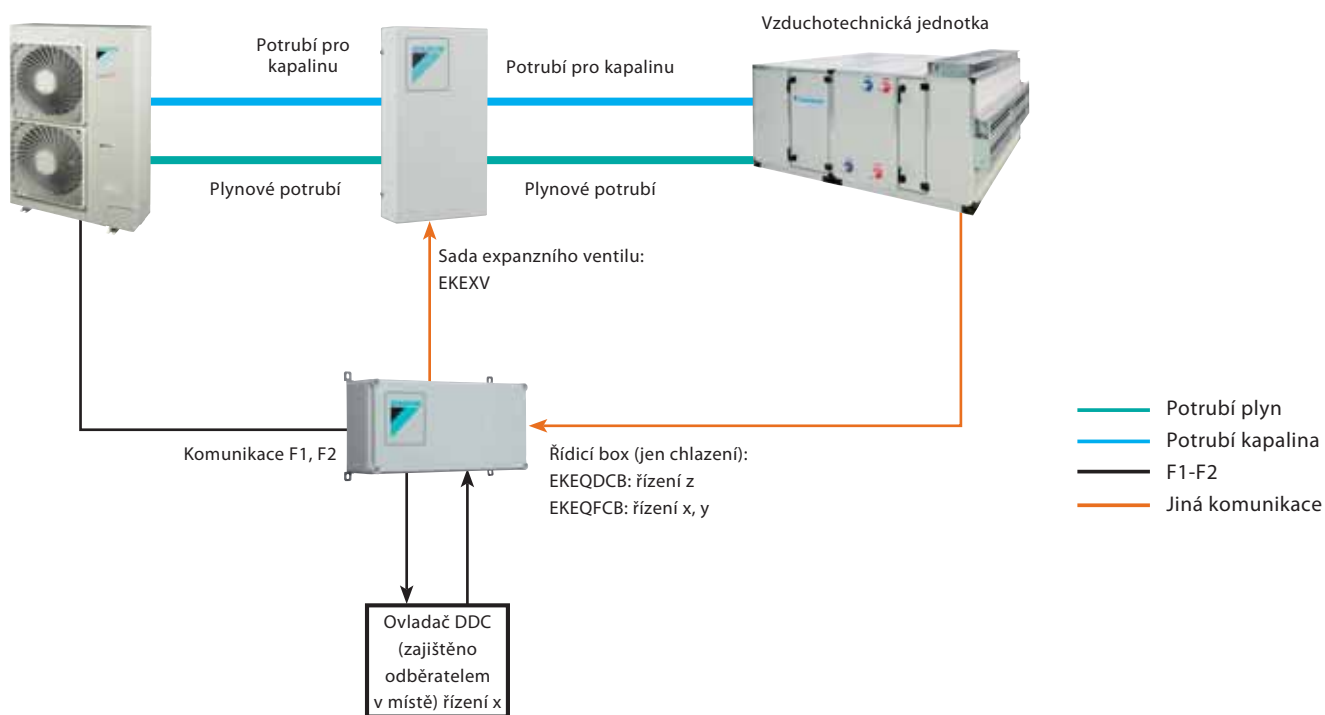 Vzduchotechnická jednotka
Potrubí pro
kapalinu
Potrubí pro kapalinu
Plynové potrubí
Plynové potrubí
Sada expanzního ventilu:
EKEXV
Komunikace F1, F2
Řídicí box (jen chlazení):
EKEQDCB: řízení z
EKEQFCB: řízení x, y
Potrubí plyn
Potrubí kapalina
F1-F2
Jiná komunikace
Ovladač DDC
(zajištěno
odběratelem
v místě) řízení x